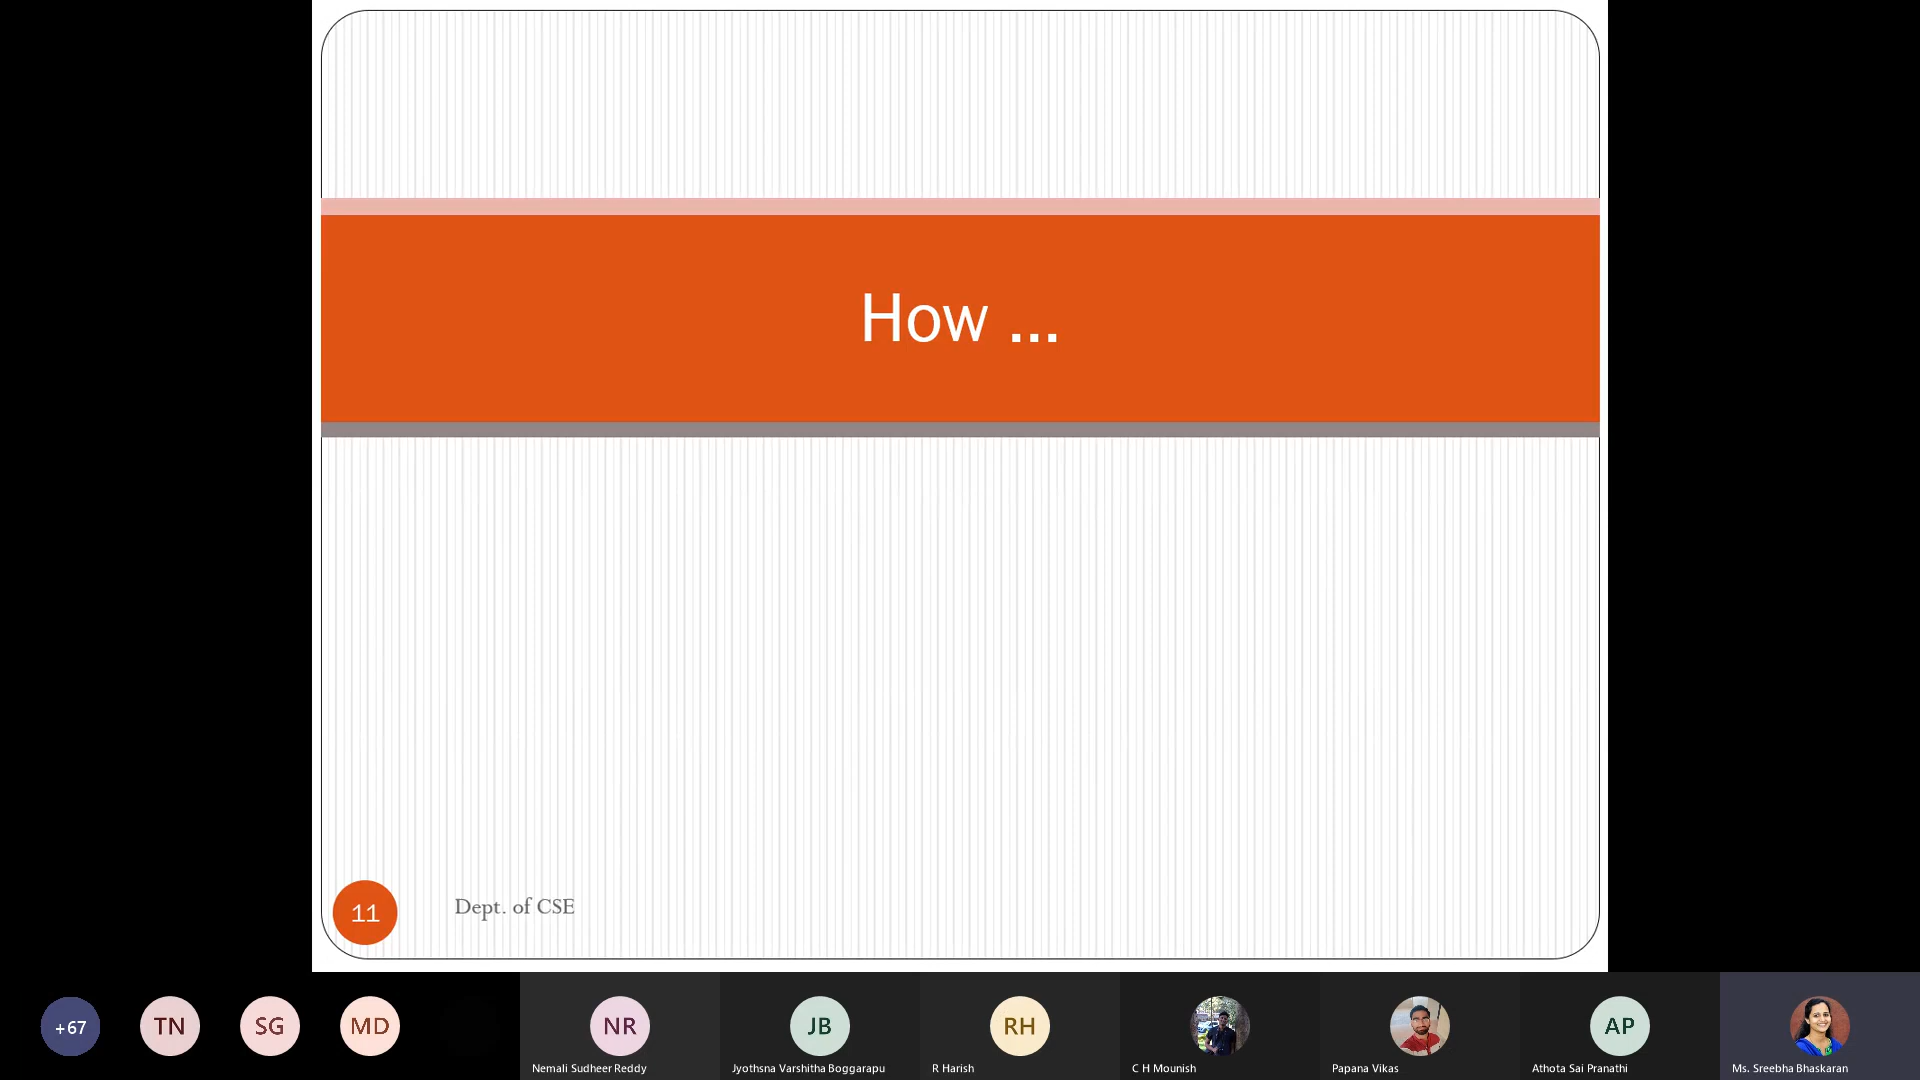 How ...
11
Dept. of CSE
+67
TN
SG
MD
NR
JB
RH
AP
Nemali Sudheer Reddy
Jyothsna Varshitha Boggarapu
R Harish
C H Mounish
Papana Vikas
Athota Sai Pranathi
Ms. Sreebha Bhaskaran